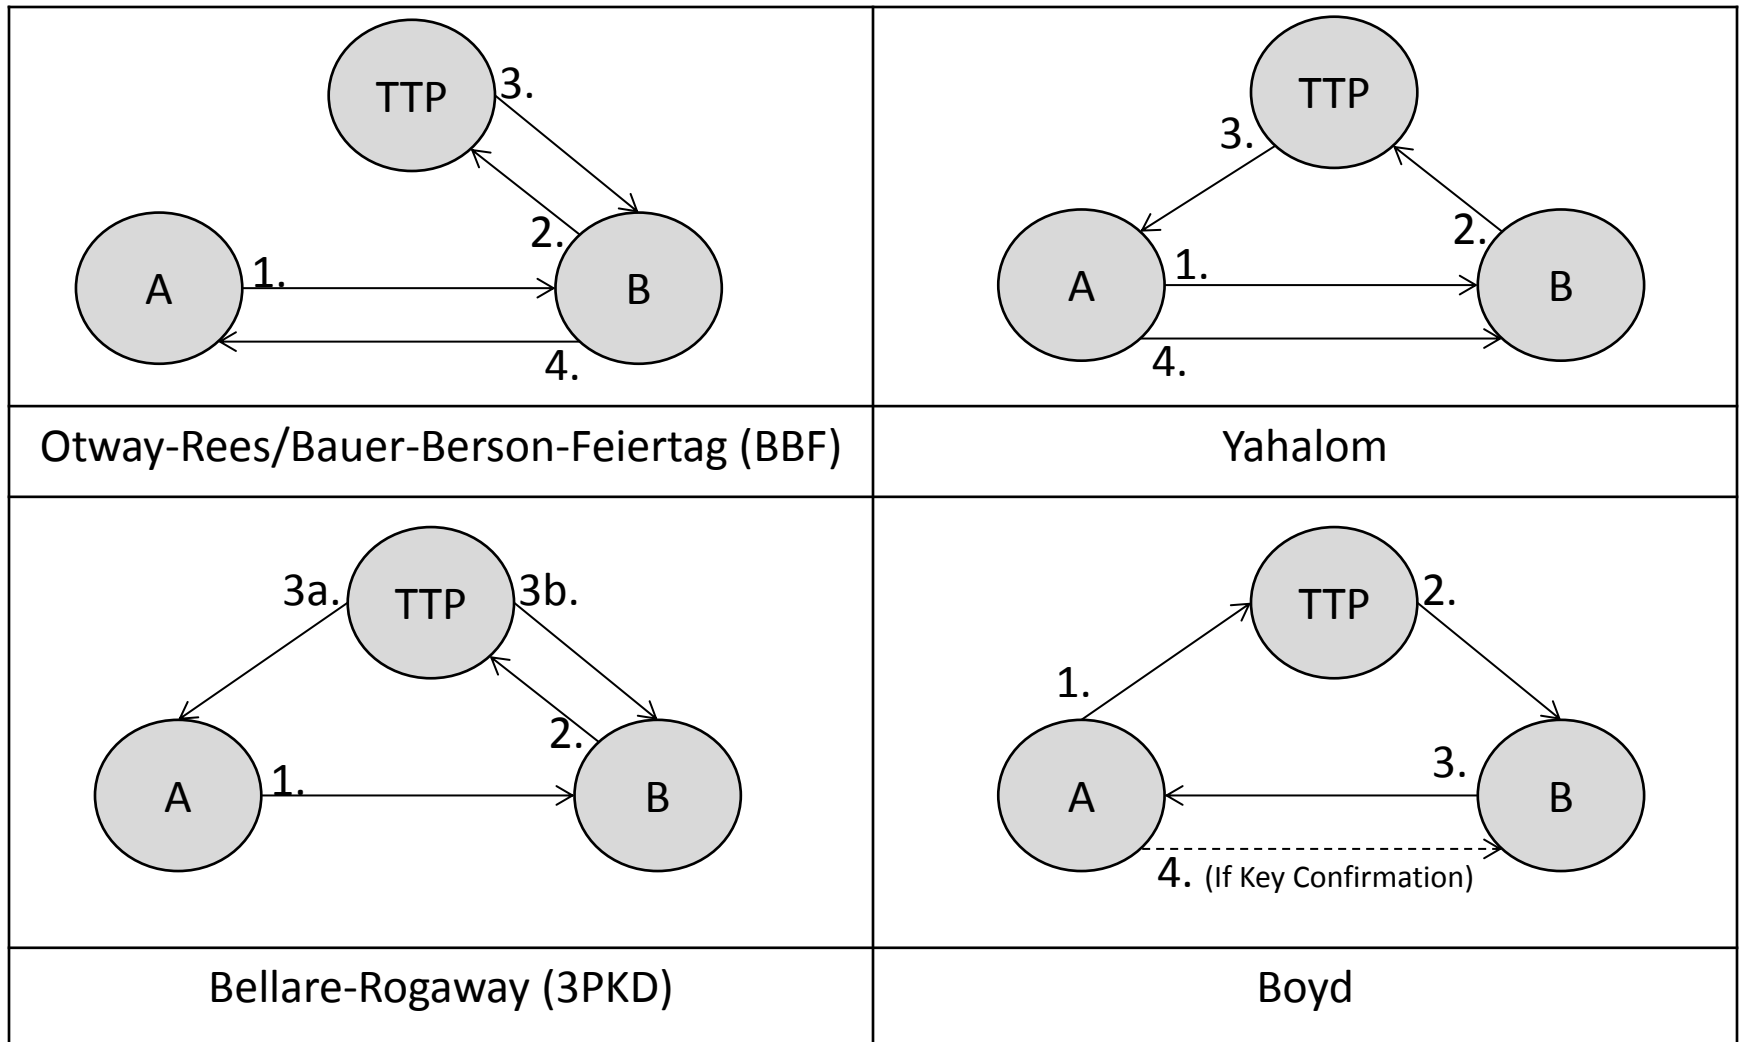 TTP
3.
2.
A
1.
B
4.
Otway-Rees/Bauer-Berson-Feiertag (BBF)
TTP
3.
2.
A
1.
B
4.
Yahalom
3a.
TTP
3b.
2.
A
1.
B
Bellare-Rogaway (3PKD)
TTP
2.
1.
3.
A
B
4. (If Key Confirmation)
Boyd